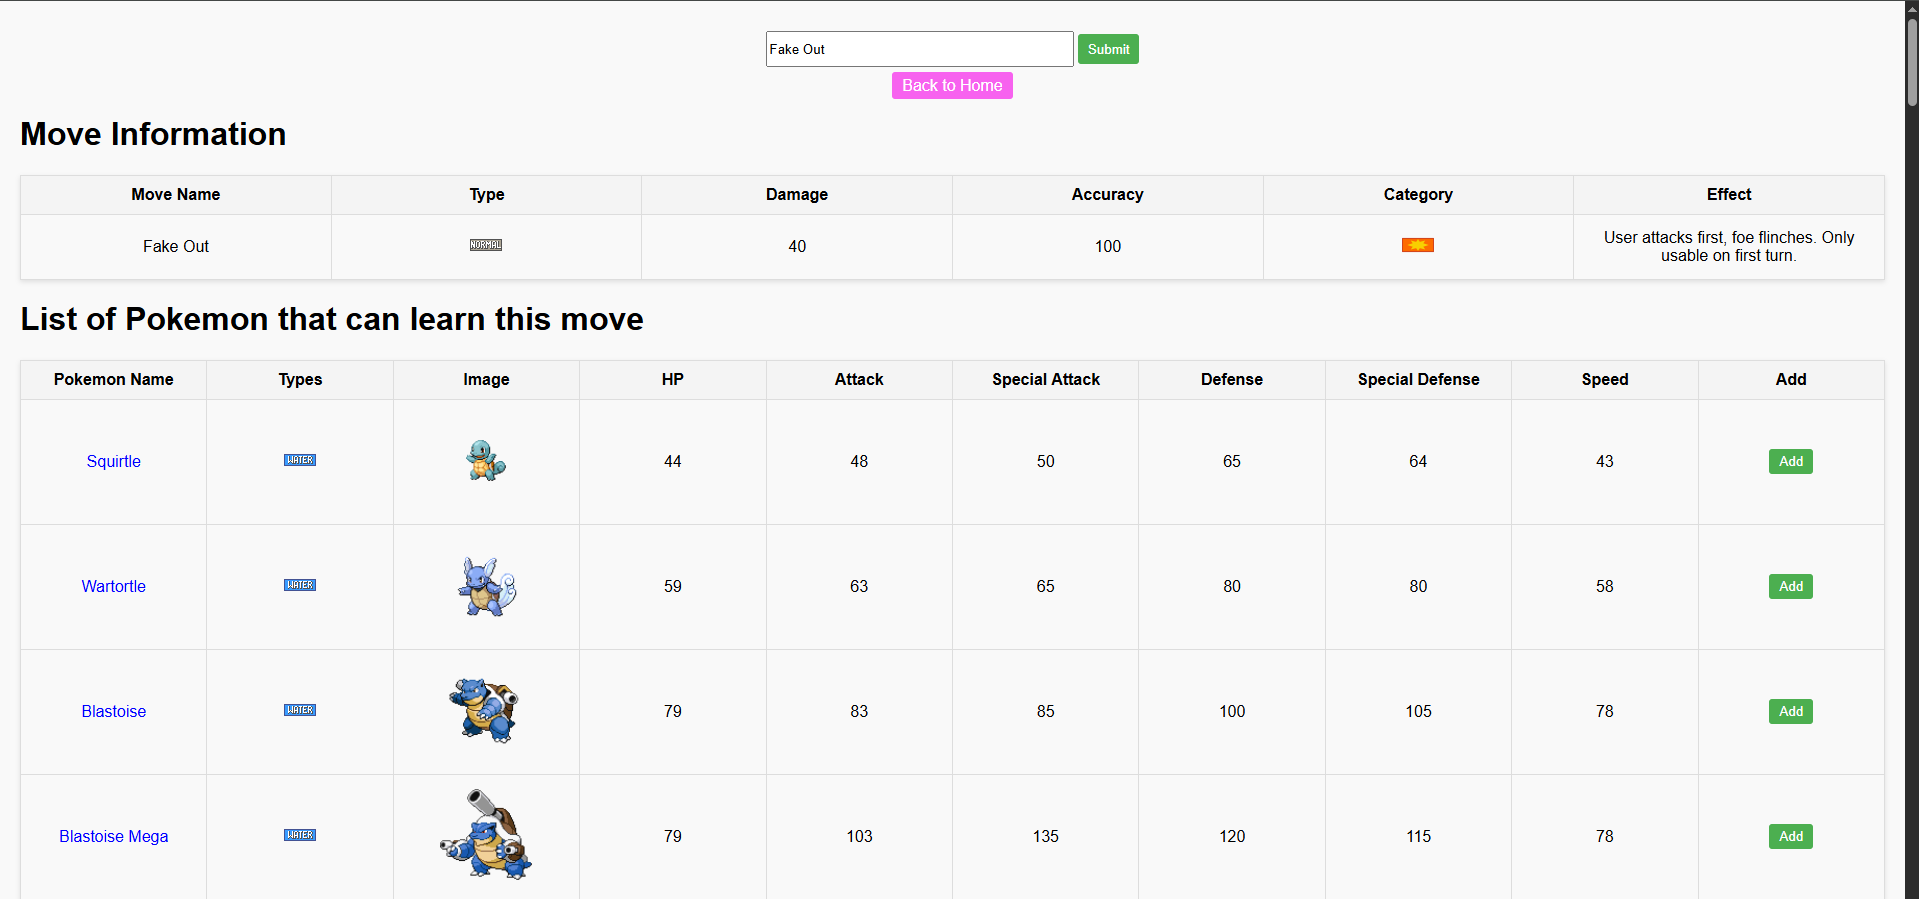 Fake Out
Submit
Back to Home
Move Information
Move Name Type Damage Accuracy Category Effect
Fake Out NORMAL 40 100 User attacks first, foe flinches. Only
usable on first turn.
List of Pokemon that can learn this move
Pokemon Name Types Image HP Attack Special Attack Defense Special Defense Speed Add
Squirtle WATER 44 48 50 65 64 43 Add
Wartortle WATER 59 63 65 80 80 58 Add
Blastoise WATER 79 83 85 100 105 78 Add
Blastoise Mega WATER 79 103 135 120 115 78 Add